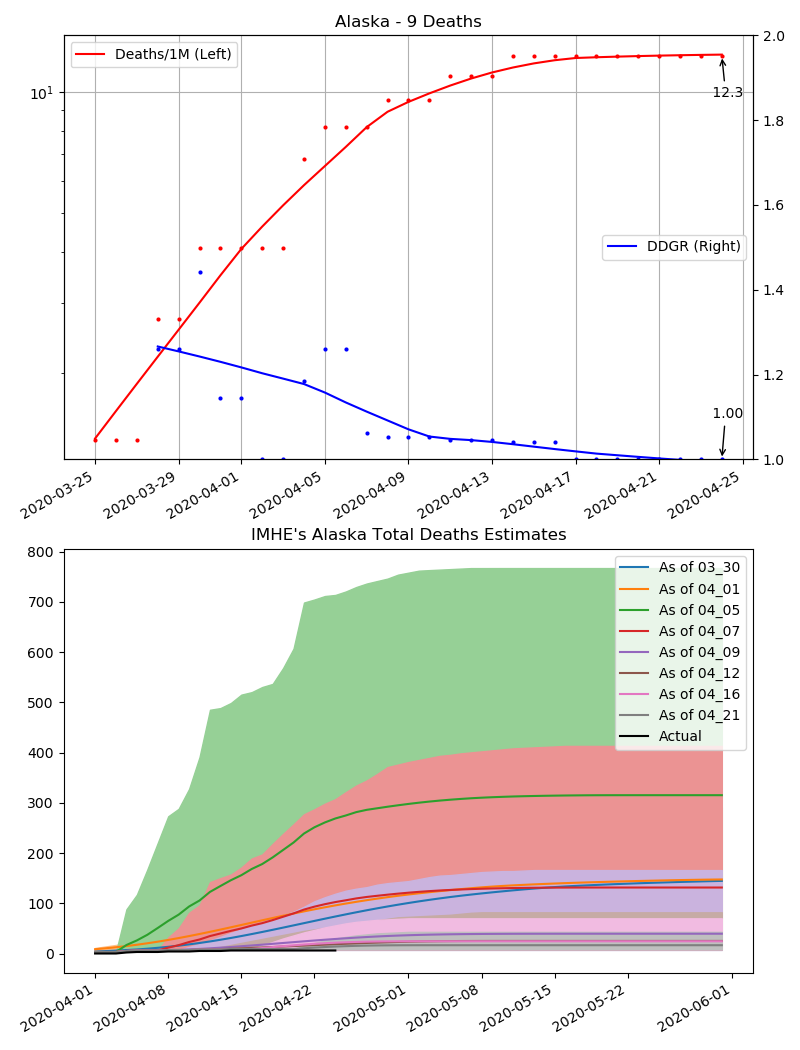 Alaska - 9 Deaths
Deaths/1M (Left)
10¹
12.3
DDGR (Right)
1.00
2.0
1.8
1.6
1.4
1.2
1.0
2020-03-25
2020-03-29
2020-04-01
2020-04-05
2020-04-09
2020-04-13
2020-04-17
2020-04-21
2020-04-25
IMHE's Alaska Total Deaths Estimates
800
700
600
500
400
300
200
100
0
As of 03_30
As of 04_01
As of 04_05
As of 04_07
As of 04_09
As of 04_12
As of 04_16
As of 04_21
Actual
2020-04-01
2020-04-08
2020-04-15
2020-04-22
2020-05-01
2020-05-08
2020-05-15
2020-05-22
2020-06-01